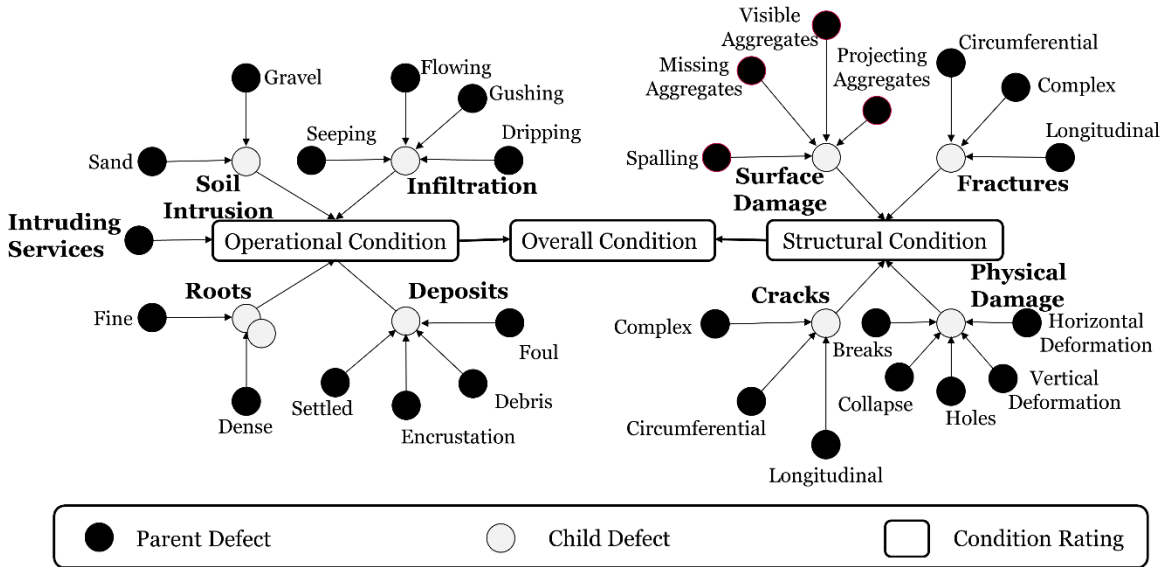 Visible
Aggregates
Circumferential
Flowing
Missing
Aggregates
Projecting
Aggregates
Gravel
Gushing
Complex
Seeping
Dripping
Longitudinal
Sand
Spalling
Soil
Intrusion
Infiltration
Surface
Damage
Fractures
Intruding
Services
Operational Condition
Overall Condition
Structural Condition
Roots
Deposits
Cracks
Physical
Damage
Fine
Foul
Complex
Breaks
Horizontal
Deformation
Settled
Debris
Collapse
Vertical
Deformation
Dense
Encrustation
Circumferential
Holes
Longitudinal
Parent Defect
Child Defect
Condition Rating